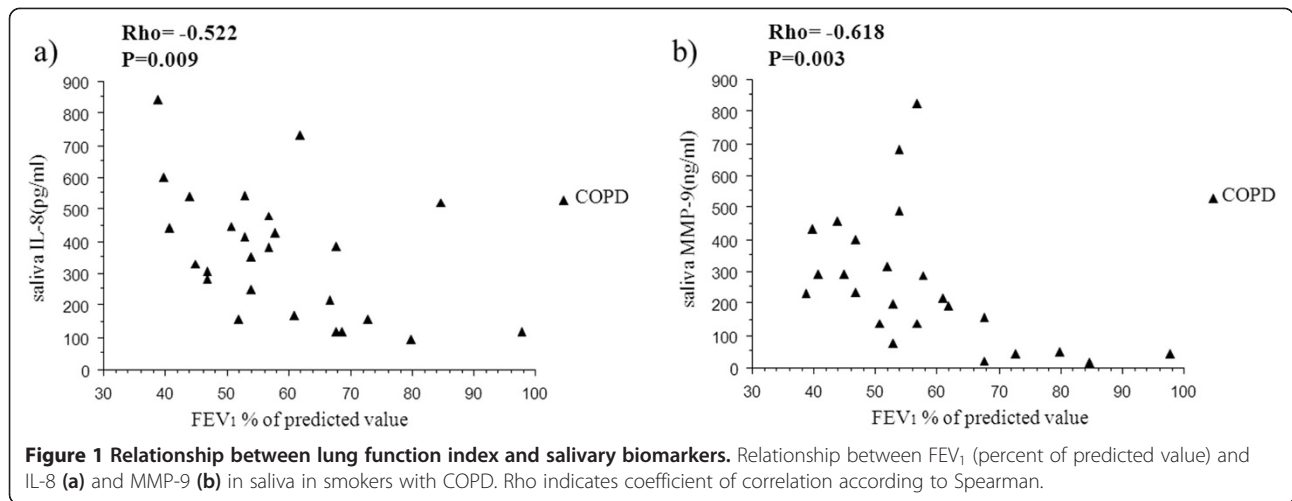 Rho= -0.522
P=0.009
a)
900
800
700
600
500
400
300
200
100
0
saliva IL-8(pg/ml)
COPD
30 40 50 60 70 80 90 100
FEV₁ % of predicted value
Rho= -0.618
P=0.003
b)
900
800
700
600
500
400
300
200
100
0
saliva MMP-9(ng/ml)
COPD
30 40 50 60 70 80 90 100
FEV₁ % of predicted value
Figure 1 Relationship between lung function index and salivary biomarkers. Relationship between FEV₁ (percent of predicted value) and
IL-8 (a) and MMP-9 (b) in saliva in smokers with COPD. Rho indicates coefficient of correlation according to Spearman.